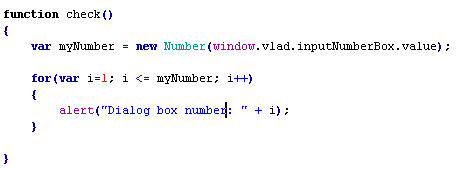 function check()
{
    var myNumber = new Number(window.vlad.inputNumberBox.value);

    for(var i=1; i <= myNumber; i++)
    {
        alert("Dialog box number: " + i);
    }

}